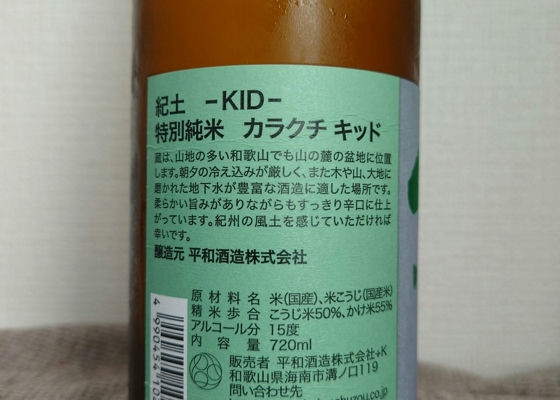 紀土 −KID−
特別純米 カラクチ キッド
蔵は、山地の多い和歌山でも山の麓の盆地に位置
します。朝夕の冷え込みが厳しく、また木や山、大地に
磨かれた地下水が豊富な酒造に適した場所です。
柔らかい旨みがありながらもすっきり辛口に仕上
がっています。紀州の風土を感じていただければ
幸いです。
醸造元 平和酒造株式会社
原材料名 米(国産)、米こうじ(国産米)
精米歩合 こうじ米50%、かけ米55%
アルコール分 15度
内容量 720ml
販売者 平和酒造株式会社+K
和歌山県海南市溝ノ口119
問い合わせ先
shuzou.co.jp
4 990454 10